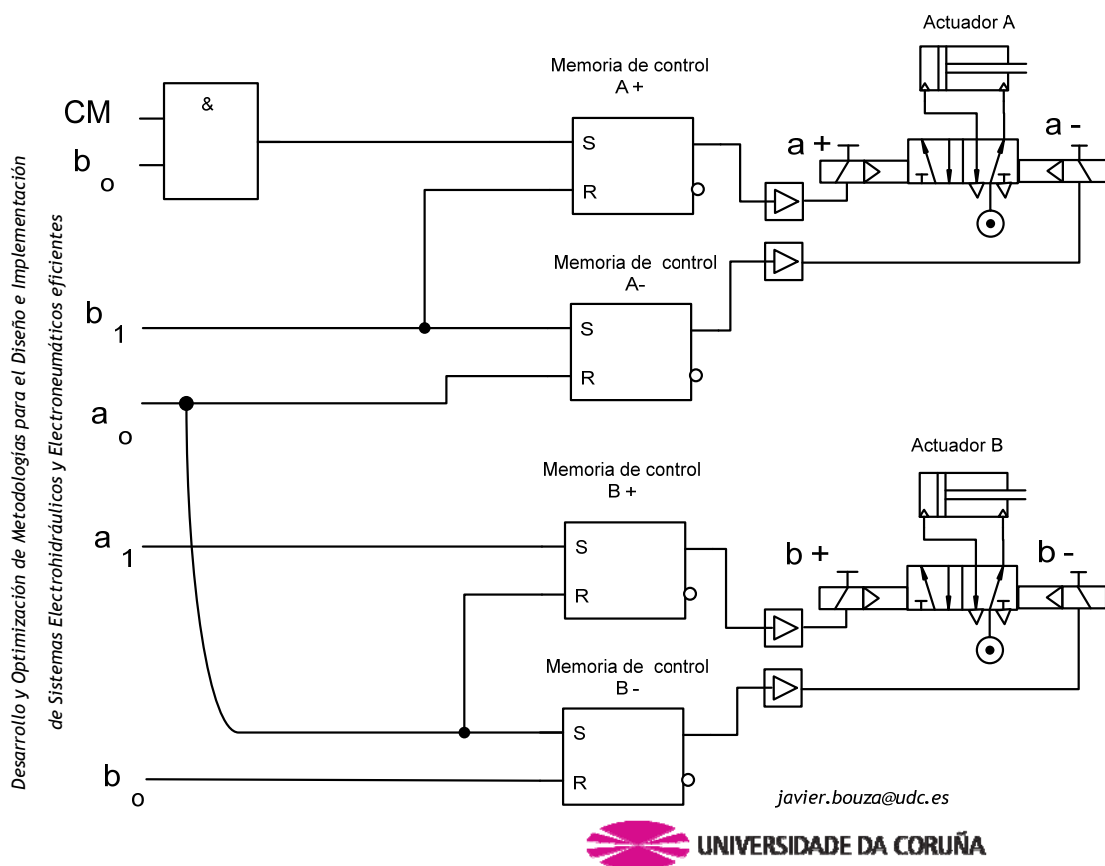 Desarrollo y Optimización de Metodologías para el Diseño e Implementación
de Sistemas Electrohidráulicos y Electroneumáticos eficientes
CM
b o
&
Memoria de control
A +
S
R
Actuador A
a +
a -
b 1
a o
Memoria de control
A-
S
R
a 1
Memoria de control
B +
S
R
Actuador B
b +
b -
b o
Memoria de control
B -
S
R
javier.bouza@udc.es
UNIVERSIDADE DA CORUÑA